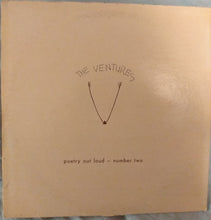 THE VENTURES
poetry out loud – number two